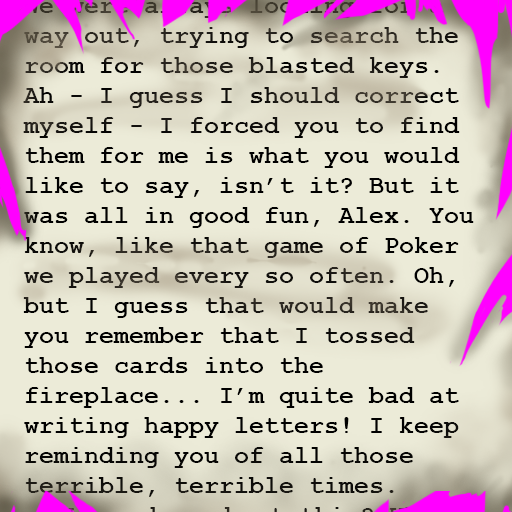 way out, trying to search the
room for those blasted keys.
Ah - I guess I should correct
myself - I forced you to find
them for me is what you would
like to say, isn’t it? But it
was all in good fun, Alex. You
know, like that game of Poker
we played every so often. Oh,
but I guess that would make
you remember that I tossed
those cards into the
fireplace... I’m quite bad at
writing happy letters! I keep
reminding you of all those
terrible, terrible times.